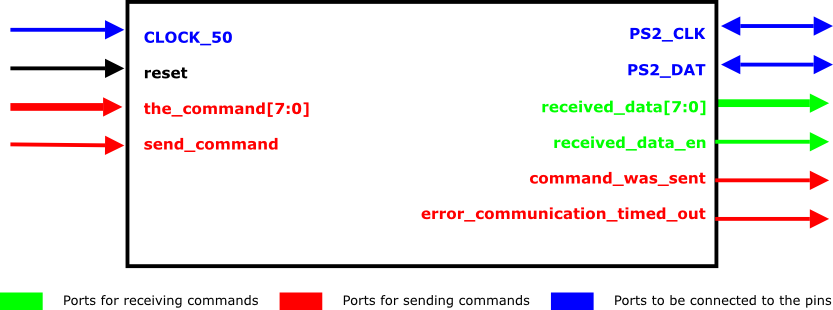 CLOCK_50
reset
the_command[7:0]
send_command
PS2_CLK
PS2_DAT
received_data[7:0]
received_data_en
command_was_sent
error_communication_timed_out
Ports for receiving commands
Ports for sending commands
Ports to be connected to the pins